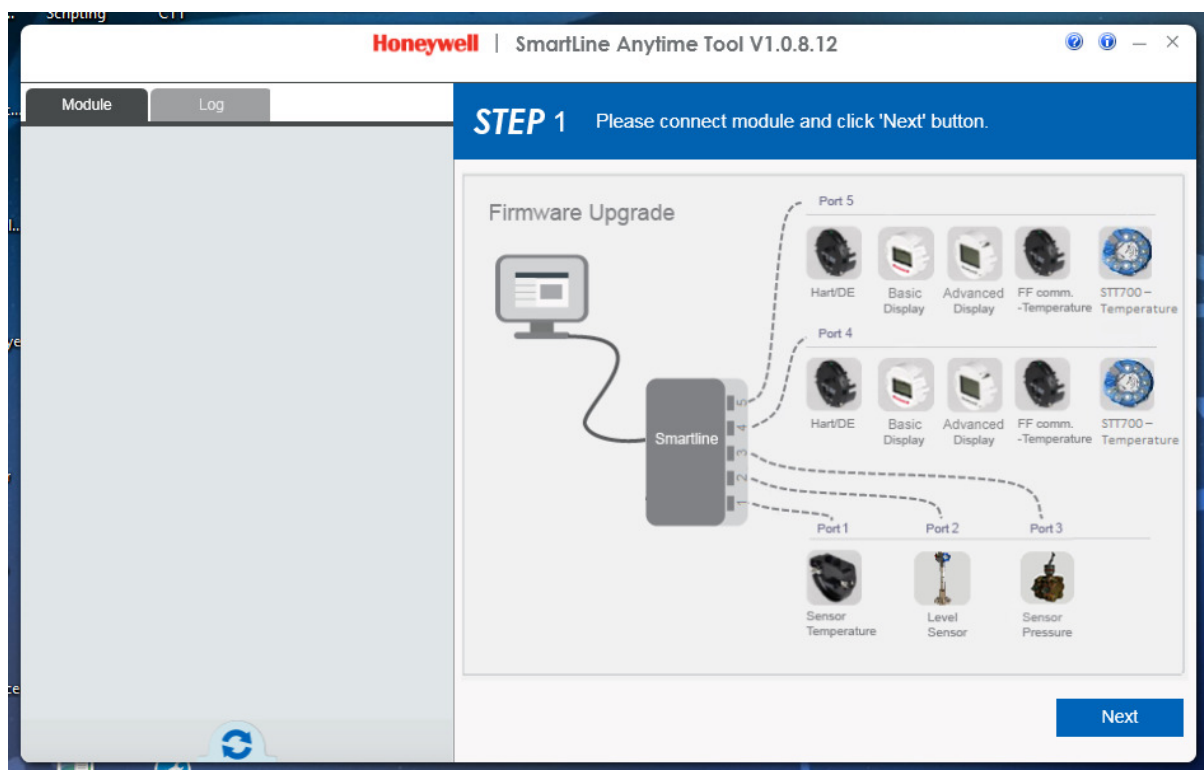 Scripting CTT
Honeywell | SmartLine Anytime Tool V1.0.8.12
Module Log
STEP 1 Please connect module and click 'Next' button.
Firmware Upgrade
Port 5
Hart/DE Basic Display Advanced Display FF comm. -Temperature STT700 – Temperature
Port 4
Hart/DE Basic Display Advanced Display FF comm. -Temperature STT700 – Temperature
Smartline
5
4
3
2
1
Port 1 Port 2 Port 3
Sensor Temperature Level Sensor Sensor Pressure
Next